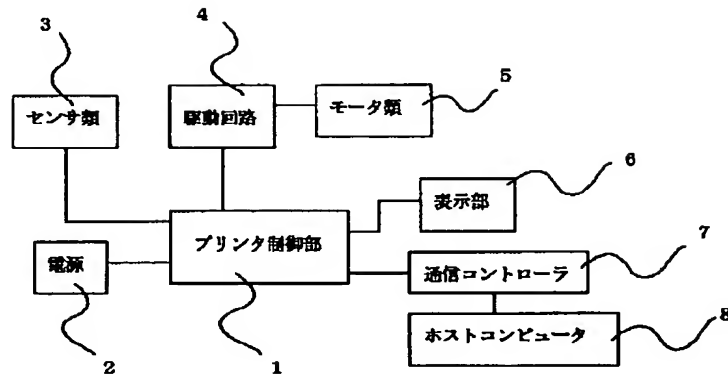 3
4
5
センサ類
駆動回路
モータ類
6
表示部
プリンタ制御部
7
電源
通信コントローラ
8
ホストコンピュータ
2
1